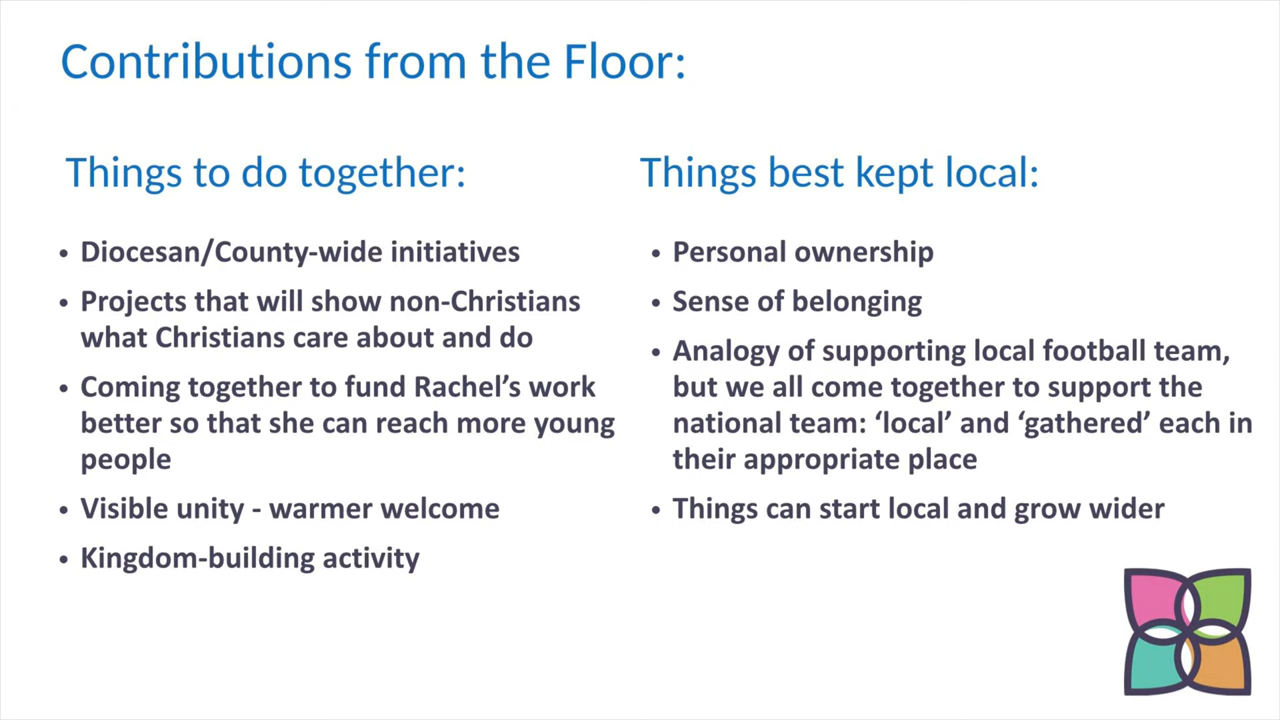 Contributions from the Floor:
Things to do together:
• Diocesan/County-wide initiatives
• Projects that will show non-Christians
what Christians care about and do
• Coming together to fund Rachel’s work
better so that she can reach more young
people
• Visible unity - warmer welcome
• Kingdom-building activity
Things best kept local:
• Personal ownership
• Sense of belonging
• Analogy of supporting local football team,
but we all come together to support the
national team: ‘local’ and ‘gathered’ each in
their appropriate place
• Things can start local and grow wider